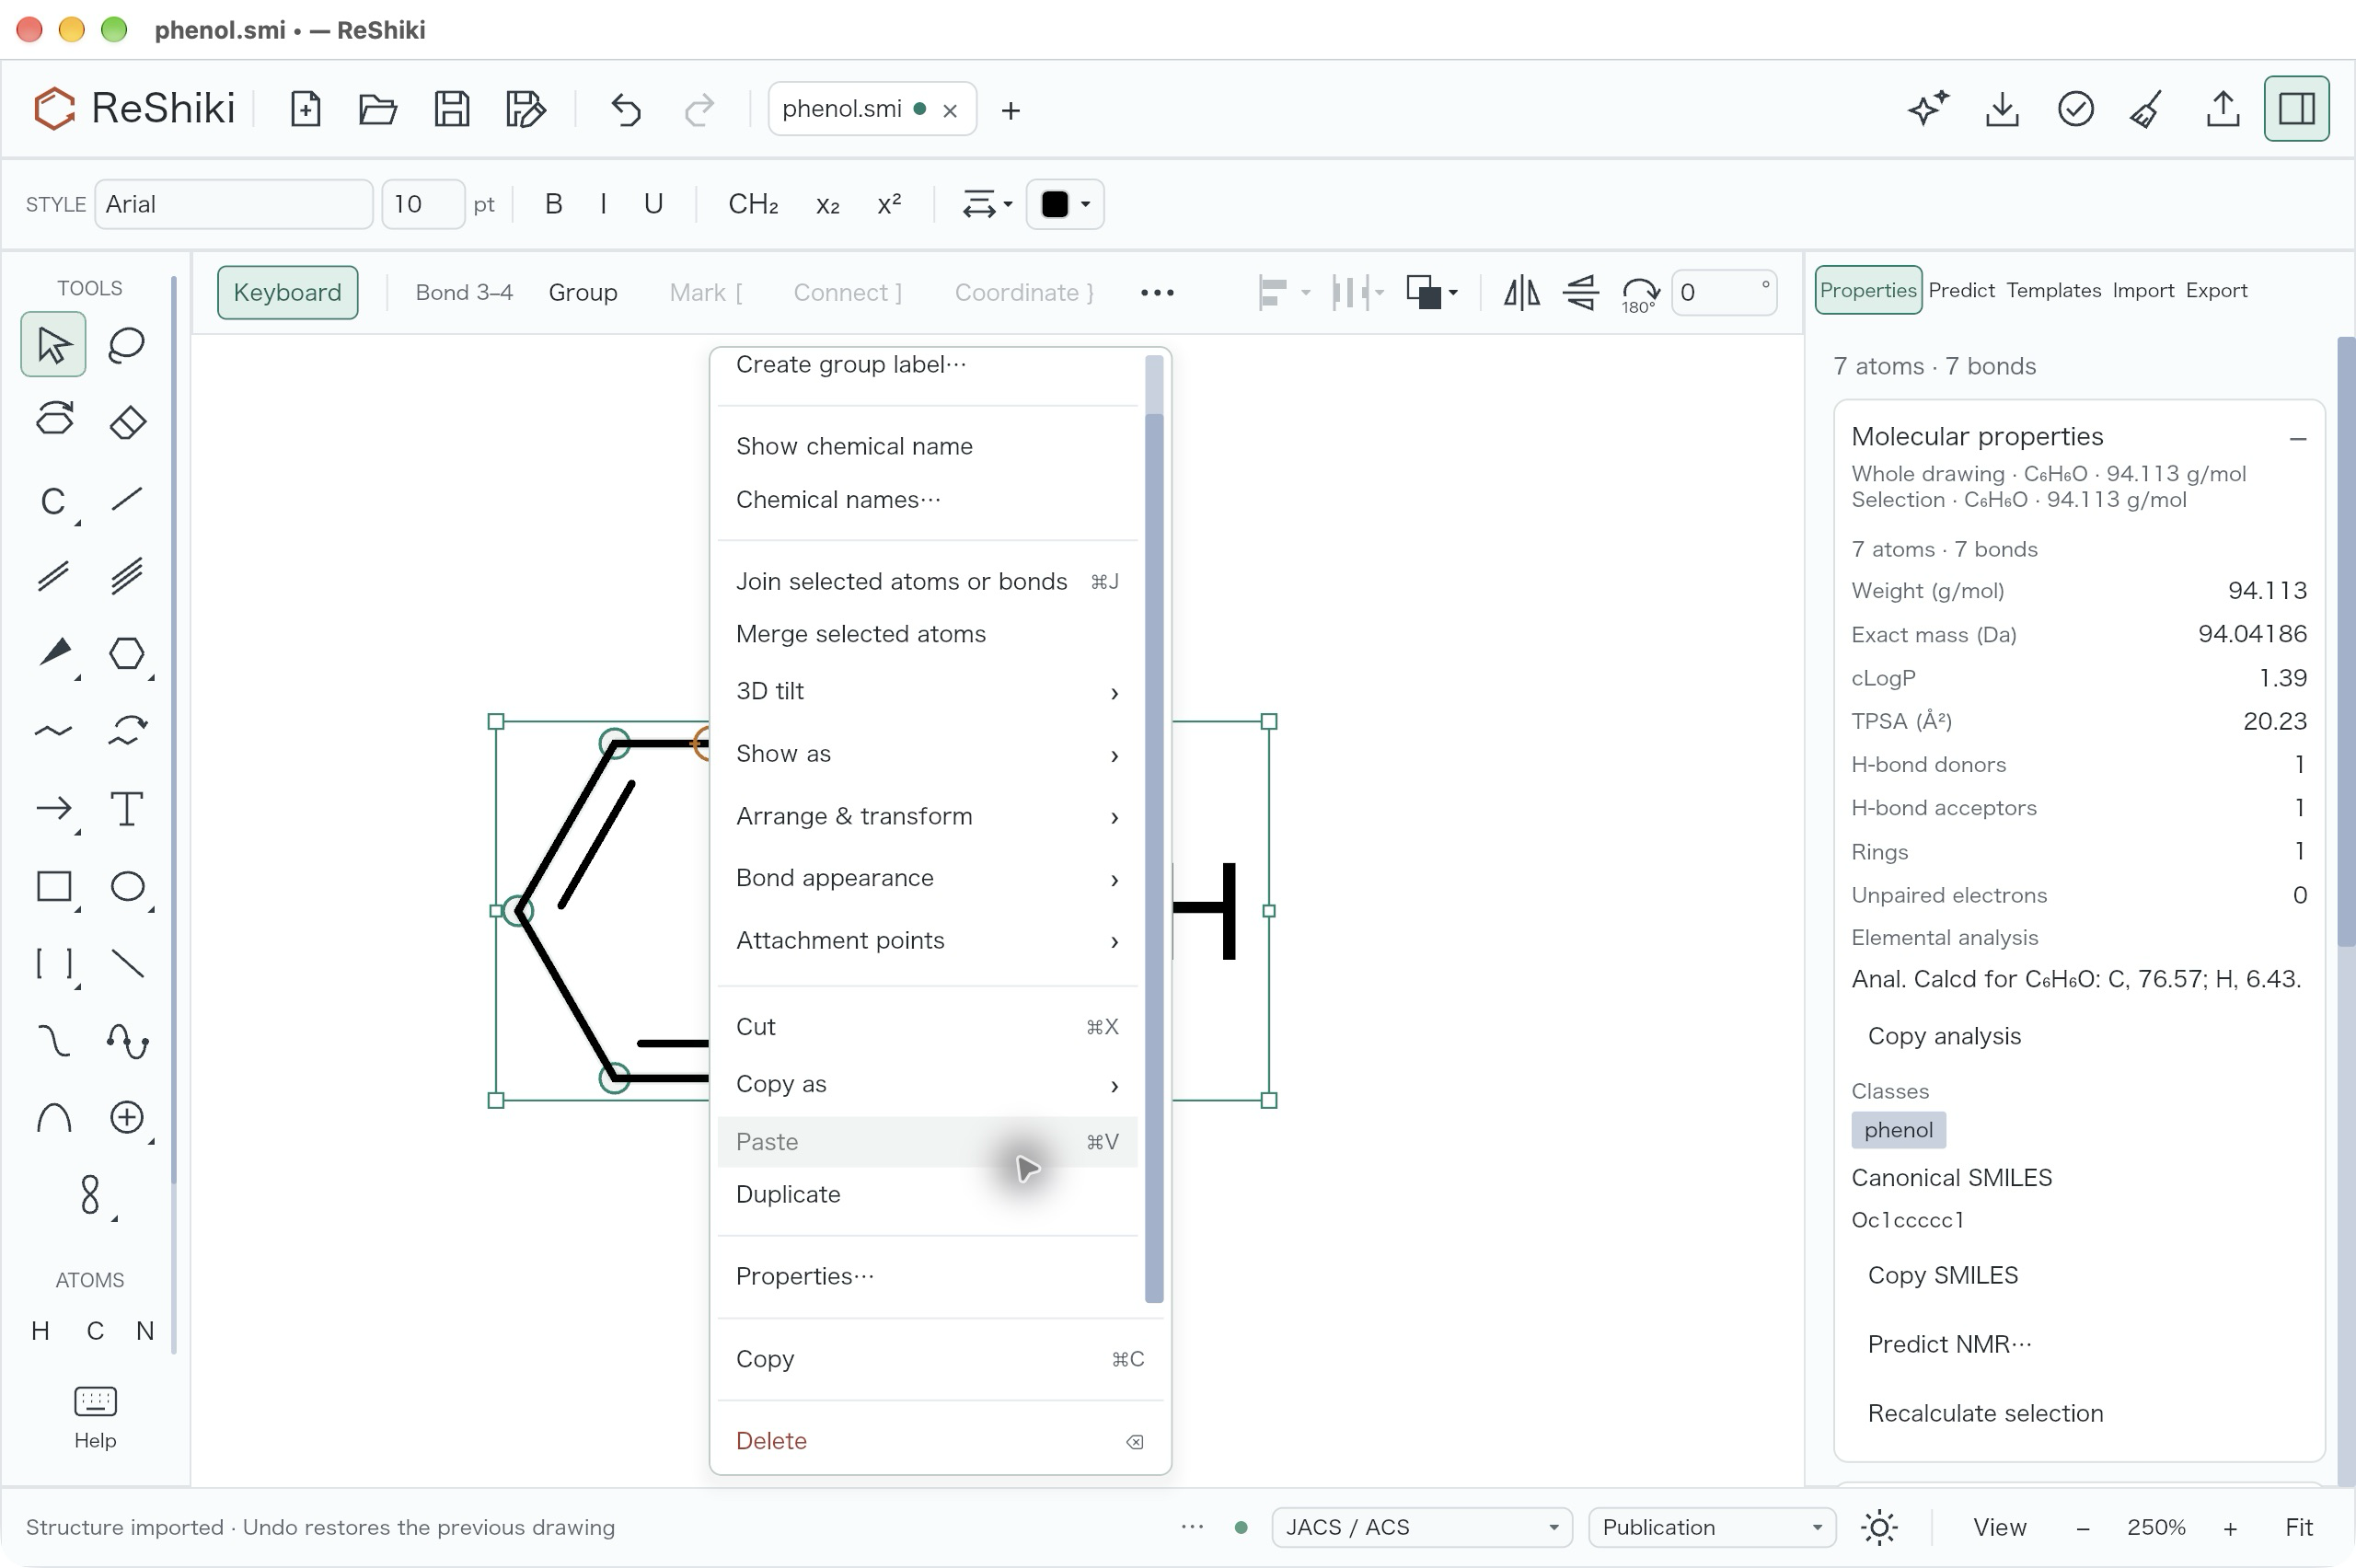 phenol.smi • — ReShiki
ReShiki
phenol.smi
STYLE Arial 10 pt B I U CH₂ x₂ x²
TOOLS
Keyboard Bond 3–4 Group Mark [ Connect ] Coordinate } ••• 180° 0 °
Properties Predict Templates Import Export
C
T
ATOMS
H C N
Help
Create group label⋯
Show chemical name
Chemical names⋯
Join selected atoms or bonds ⌘J
Merge selected atoms
3D tilt
Show as
Arrange & transform
Bond appearance
Attachment points
Cut ⌘X
Copy as
Paste ⌘V
Duplicate
Properties⋯
Copy ⌘C
Delete ⌫
7 atoms · 7 bonds
Molecular properties –
Whole drawing · C₆H₆O · 94.113 g/mol
Selection · C₆H₆O · 94.113 g/mol
7 atoms · 7 bonds
Weight (g/mol) 94.113
Exact mass (Da) 94.04186
cLogP 1.39
TPSA (Å²) 20.23
H-bond donors 1
H-bond acceptors 1
Rings 1
Unpaired electrons 0
Elemental analysis
Anal. Calcd for C₆H₆O: C, 76.57; H, 6.43.
Copy analysis
Classes
phenol
Canonical SMILES
Oc1ccccc1
Copy SMILES
Predict NMR⋯
Recalculate selection
Structure imported · Undo restores the previous drawing
⋯ JACS / ACS Publication View – 250% + Fit